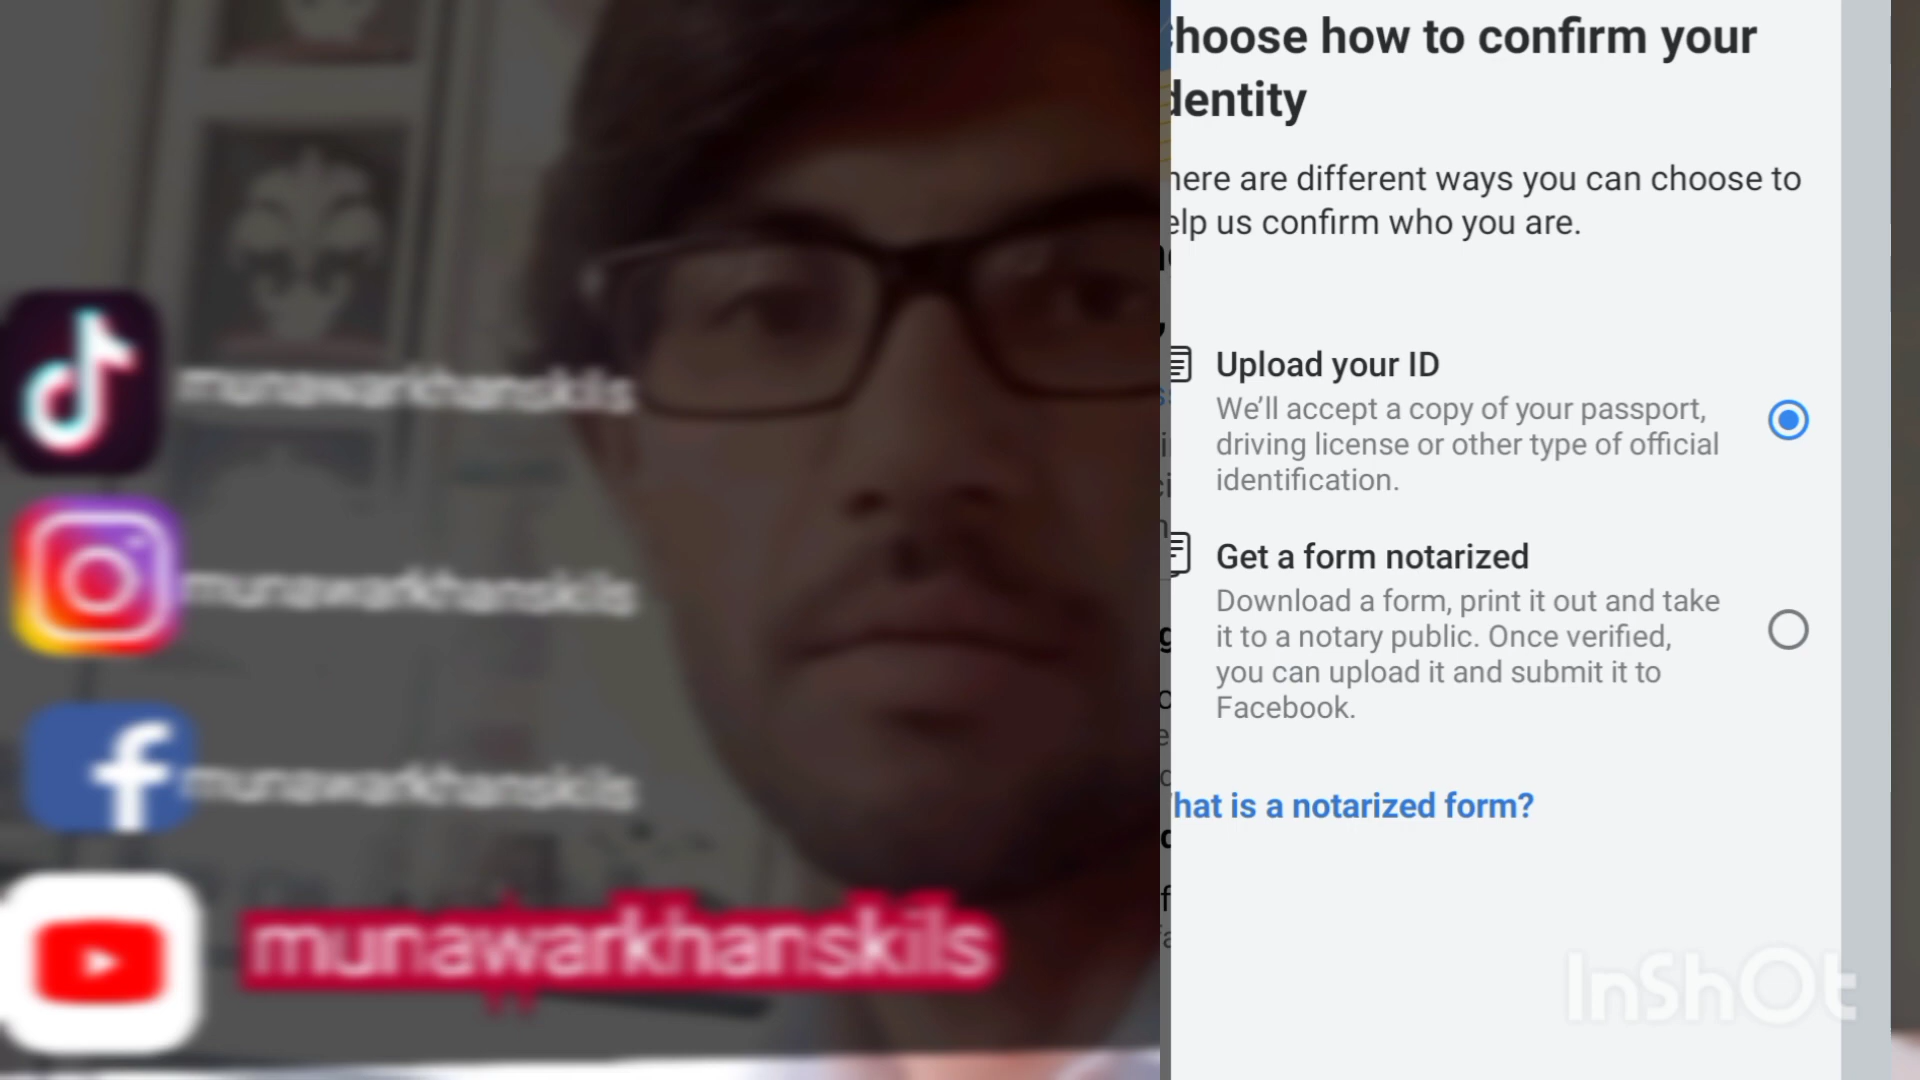 munawarkhanskils
munawarkhanskils
munawarkhanskils
munawarkhanskils
hoose how to confirm your
dentity
here are different ways you can choose to
elp us confirm who you are.
Upload your ID
We’ll accept a copy of your passport,
driving license or other type of official
identification.
Get a form notarized
Download a form, print it out and take
it to a notary public. Once verified,
you can upload it and submit it to
Facebook.
hat is a notarized form?
InShOt